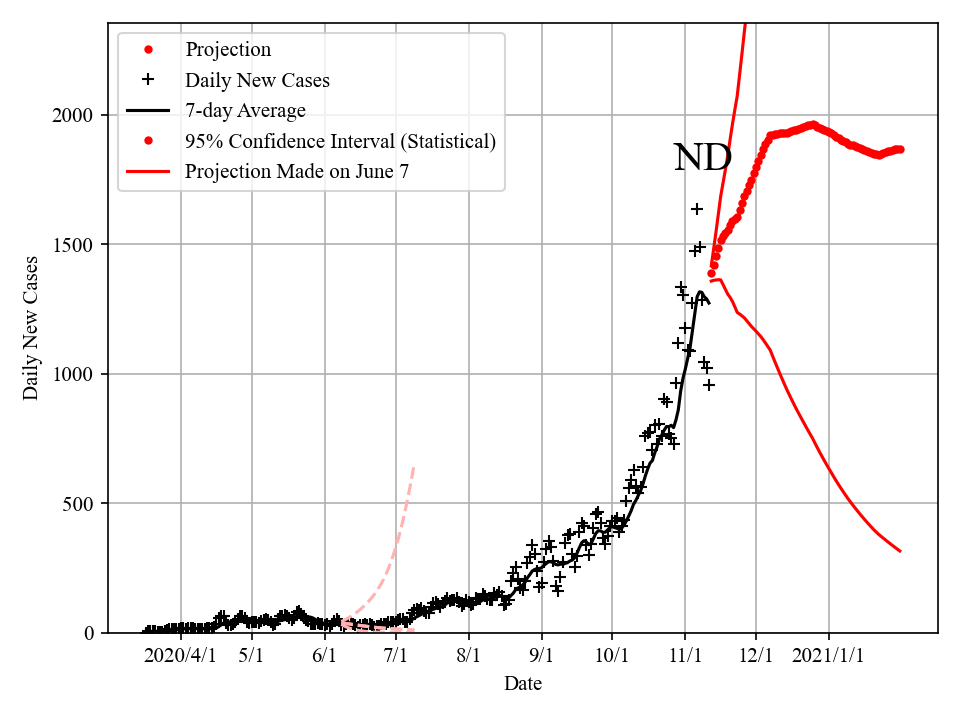 Projection
Daily New Cases
7-day Average
95% Confidence Interval (Statistical)
Projection Made on June 7
ND
2000
1500
1000
500
0
Daily New Cases
2020/4/1 5/1 6/1 7/1 8/1 9/1 10/1 11/1 12/1 2021/1/1
Date